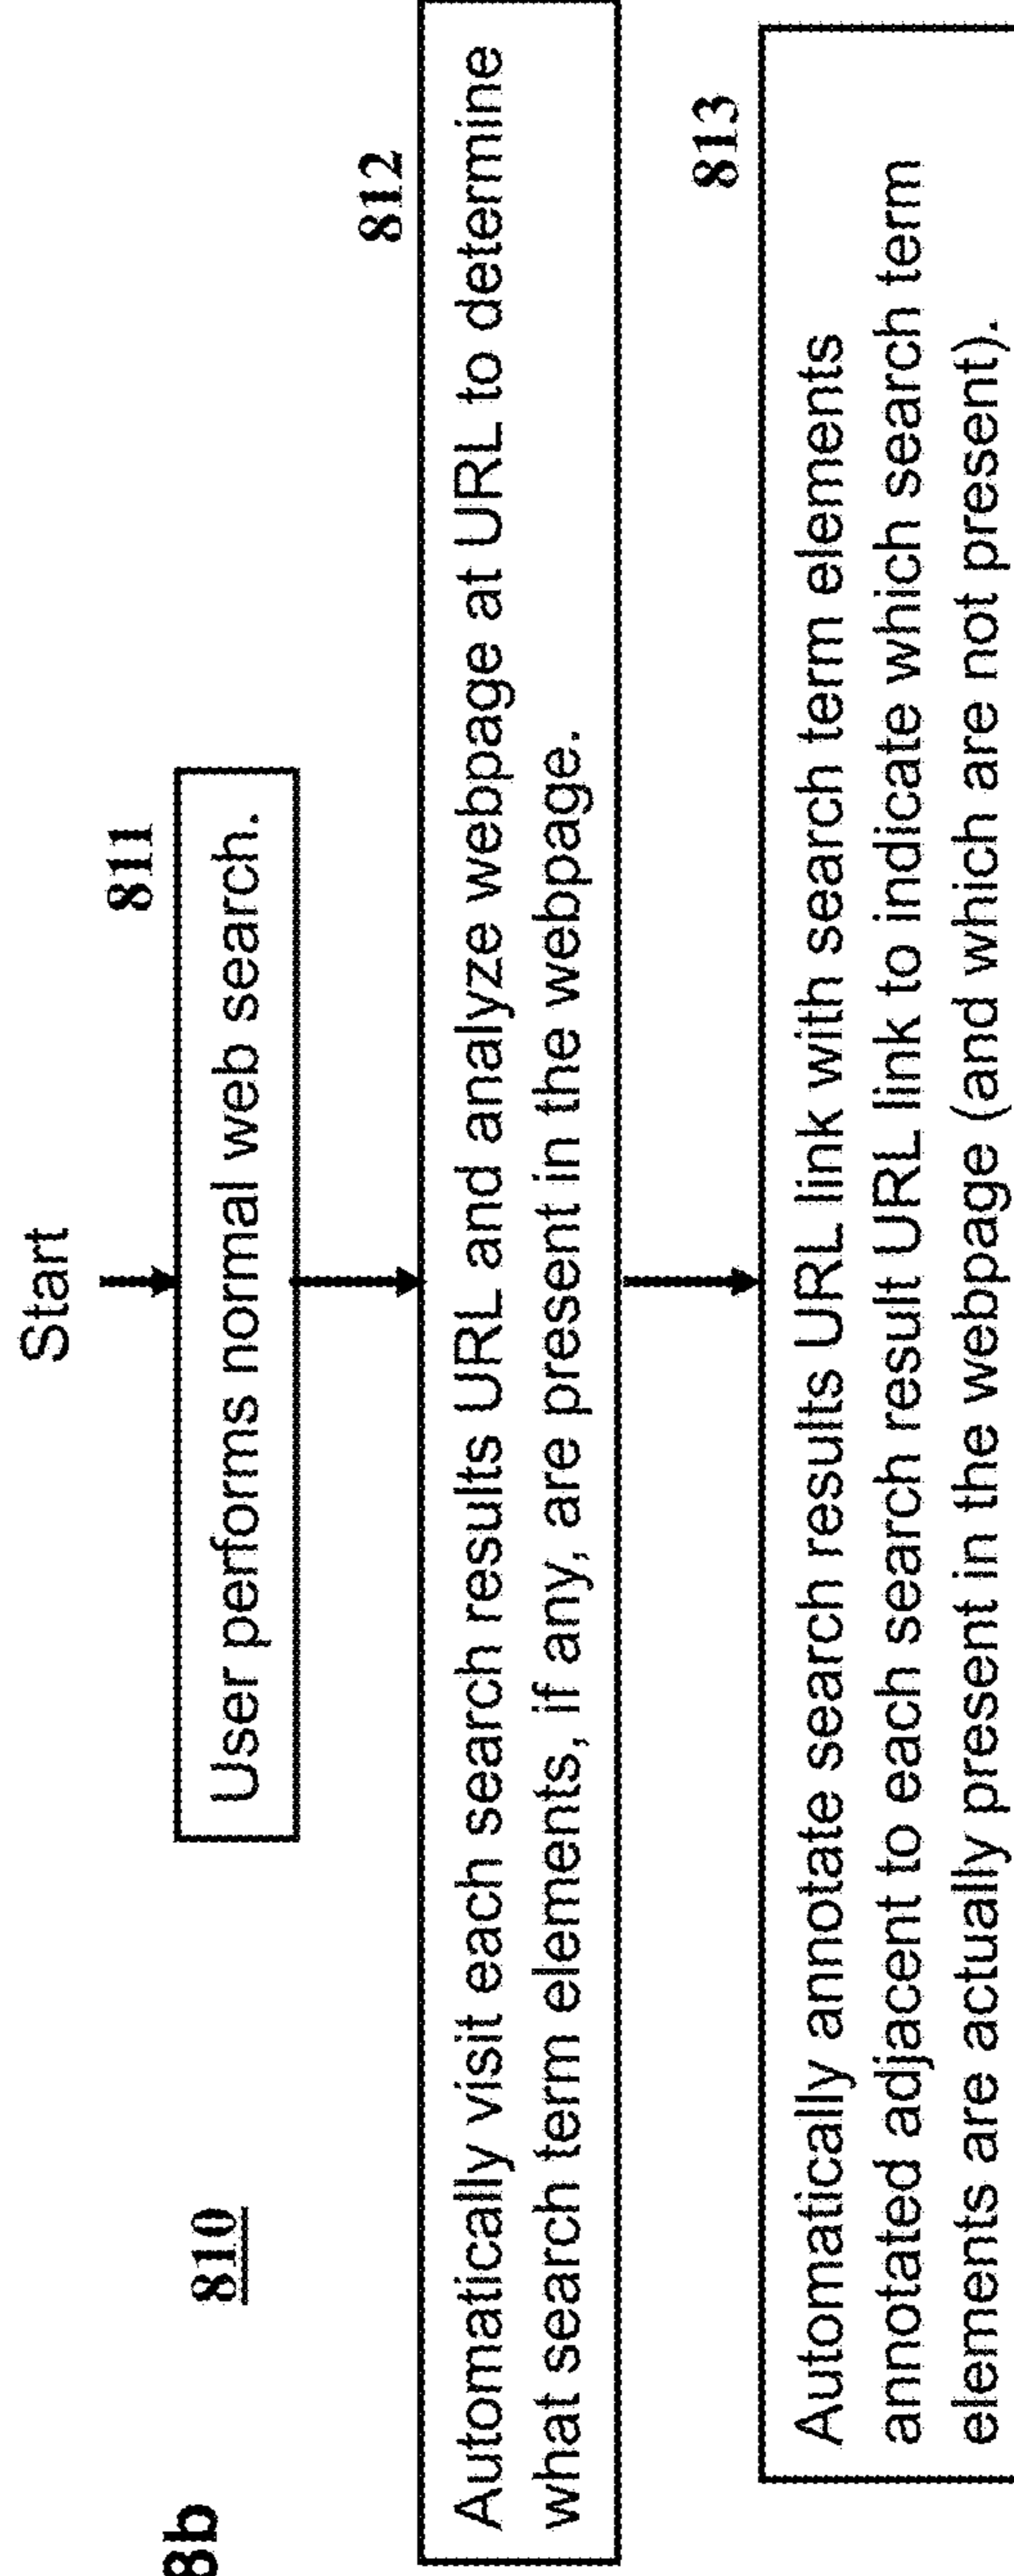 8b
810
Start
811
User performs normal web search.
812
Automatically visit each search results URL and analyze webpage at URL to determine
what search term elements, if any, are present in the webpage.
813
Automatically annotate search results URL link with search term elements
annotated adjacent to each search result URL link to indicate which search term
elements are actually present in the webpage (and which are not present).